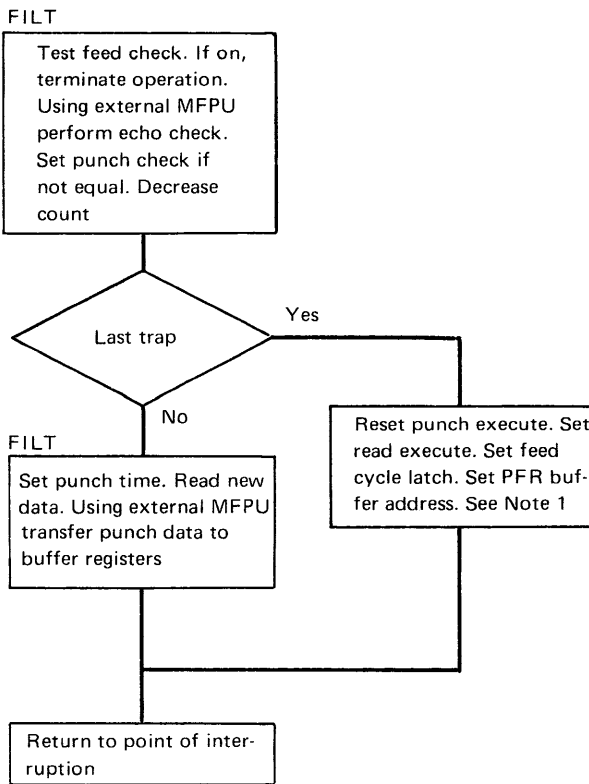 FILT
Test feed check. If on,
terminate operation.
Using external MFPU
perform echo check.
Set punch check if
not equal. Decrease
count
Last trap
Yes
No
Reset punch execute. Set
read execute. Set feed
cycle latch. Set PFR buf-
fer address. See Note 1
FILT
Set punch time. Read new
data. Using external MFPU
transfer punch data to
buffer registers
Return to point of inter-
ruption